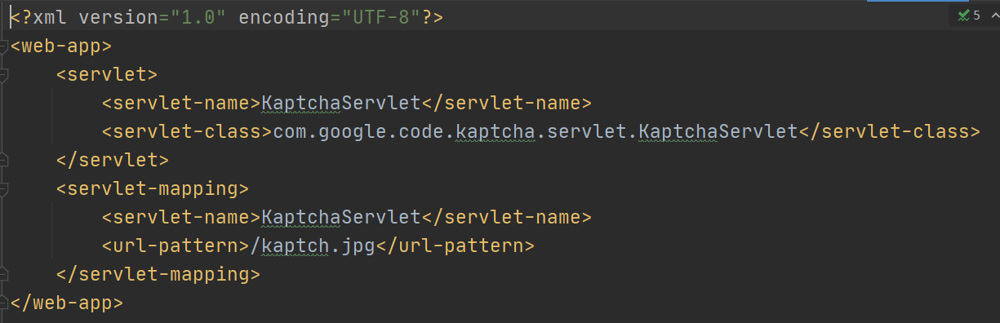 <?xml version="1.0" encoding="UTF-8"?>
5
<web-app>
<servlet>
<servlet-name>KaptchaServlet</servlet-name>
<servlet-class>com.google.code.kaptcha.servlet.KaptchaServlet</servlet-class>
</servlet>
<servlet-mapping>
<servlet-name>KaptchaServlet</servlet-name>
<url-pattern>/kaptch.jpg</url-pattern>
</servlet-mapping>
</web-app>